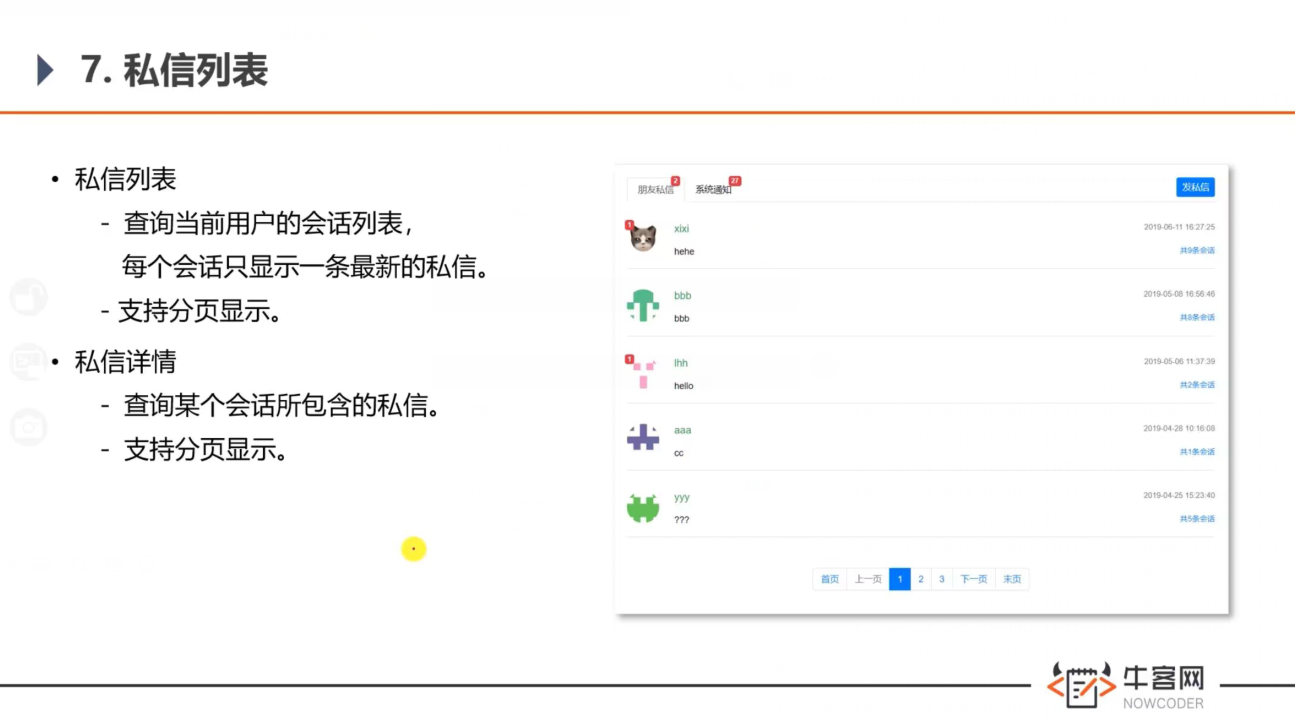 7. 私信列表
• 私信列表
- 查询当前用户的会话列表，
每个会话只显示一条最新的私信。
- 支持分页显示。
• 私信详情
- 查询某个会话所包含的私信。
- 支持分页显示。
朋友私信 2 系统通知 27 发私信
1 xixi 2019-06-11 16:27:25
hehe 共9条会话
bbb 2019-05-08 16:56:46
bbb 共8条会话
1 lhh 2019-05-06 11:37:39
hello 共2条会话
aaa 2019-04-28 10:16:08
cc 共1条会话
yyy 2019-04-25 15:23:40
??? 共5条会话
首页 上一页 1 2 3 下一页 末页
牛客网
NOWCODER